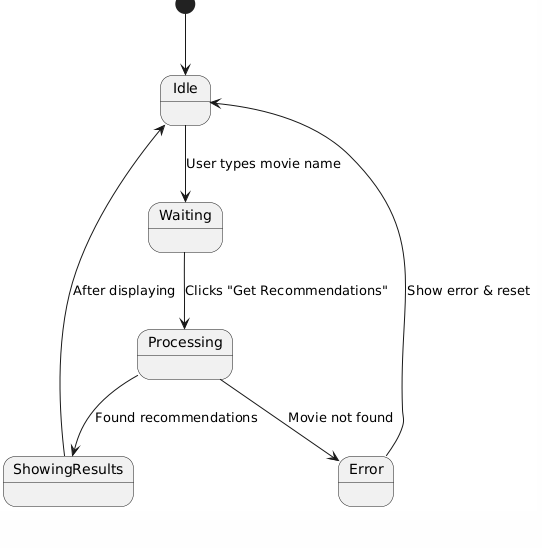 Idle
User types movie name
Waiting
After displaying
Clicks "Get Recommendations"
Show error & reset
Processing
Found recommendations
Movie not found
ShowingResults
Error